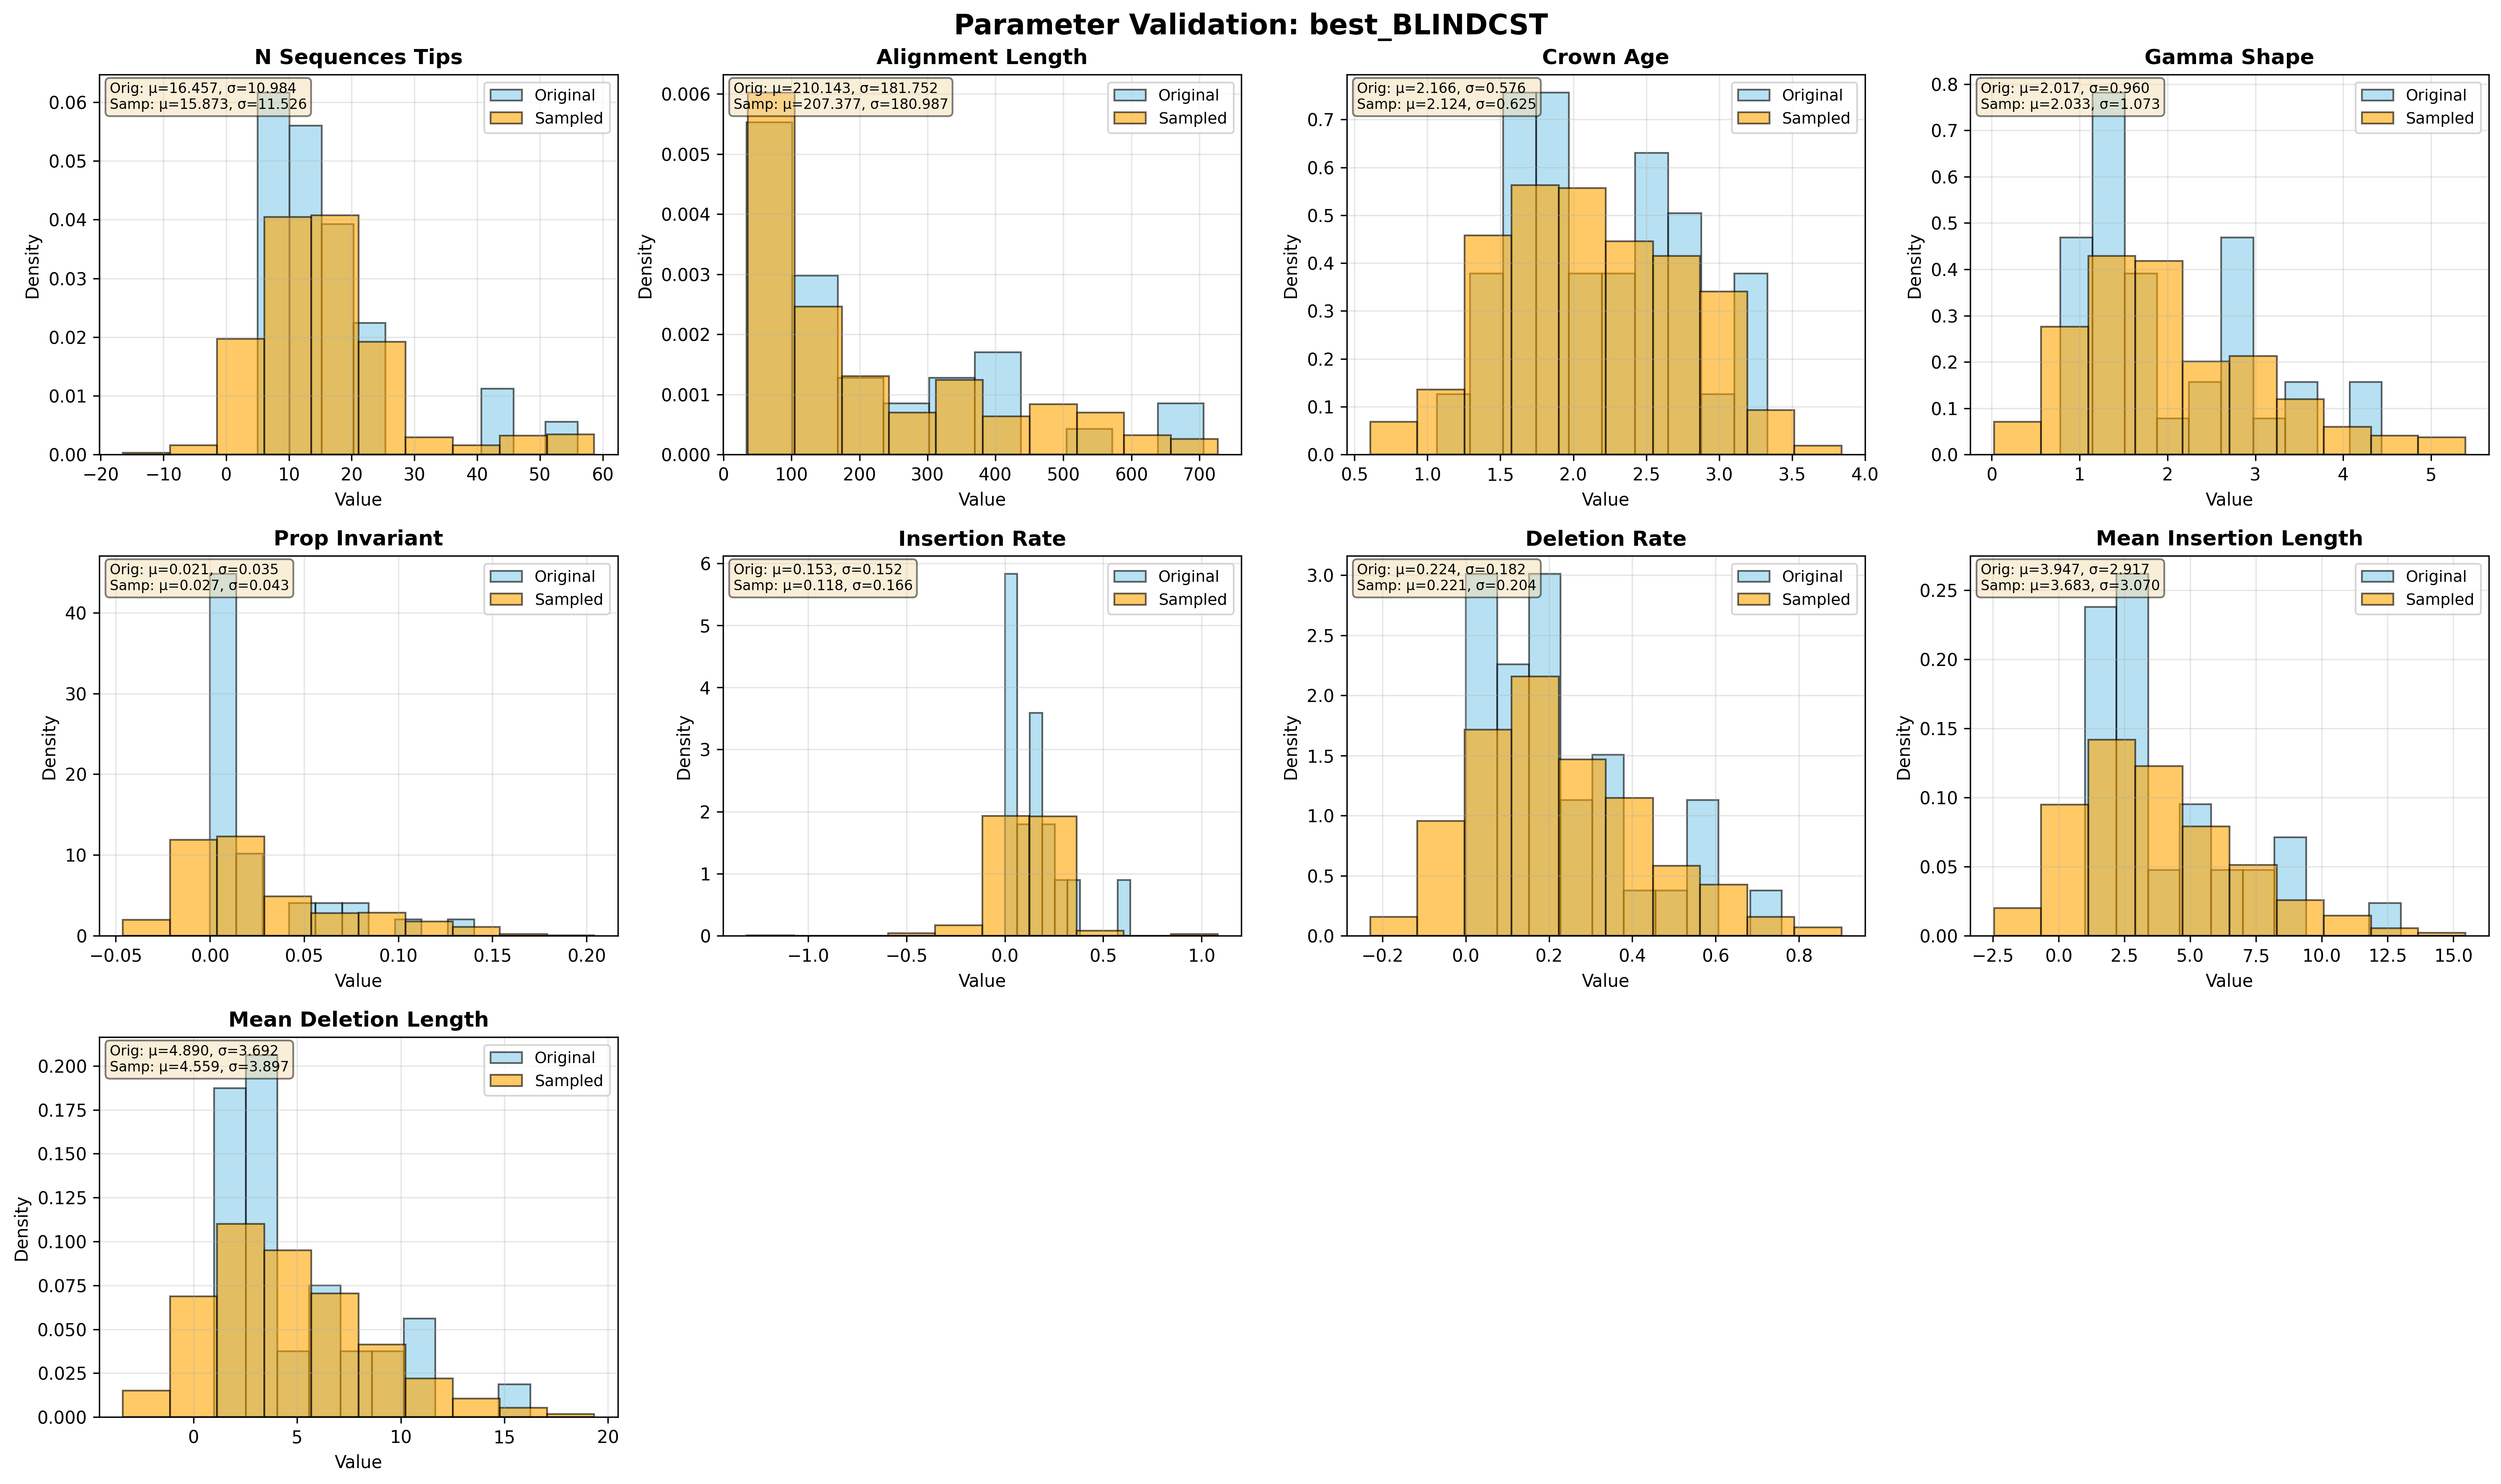 Parameter Validation: best_BLINDCST
N Sequences Tips
Orig: μ=16.457, σ=10.984
Samp: μ=15.873, σ=11.526
Original
Sampled
Density
0.06
0.05
0.04
0.03
0.02
0.01
0.00
−20 −10 0 10 20 30 40 50 60
Value
Alignment Length
Orig: μ=210.143, σ=181.752
Samp: μ=207.377, σ=180.987
Original
Sampled
Density
0.006
0.005
0.004
0.003
0.002
0.001
0.000
0 100 200 300 400 500 600 700
Value
Crown Age
Orig: μ=2.166, σ=0.576
Samp: μ=2.124, σ=0.625
Original
Sampled
Density
0.7
0.6
0.5
0.4
0.3
0.2
0.1
0.0
0.5 1.0 1.5 2.0 2.5 3.0 3.5 4.0
Value
Gamma Shape
Orig: μ=2.017, σ=0.960
Samp: μ=2.033, σ=1.073
Original
Sampled
Density
0.8
0.7
0.6
0.5
0.4
0.3
0.2
0.1
0.0
0 1 2 3 4 5
Value
Prop Invariant
Orig: μ=0.021, σ=0.035
Samp: μ=0.027, σ=0.043
Original
Sampled
Density
40
30
20
10
0
−0.05 0.00 0.05 0.10 0.15 0.20
Value
Insertion Rate
Orig: μ=0.153, σ=0.152
Samp: μ=0.118, σ=0.166
Original
Sampled
Density
6
5
4
3
2
1
0
−1.0 −0.5 0.0 0.5 1.0
Value
Deletion Rate
Orig: μ=0.224, σ=0.182
Samp: μ=0.221, σ=0.204
Original
Sampled
Density
3.0
2.5
2.0
1.5
1.0
0.5
0.0
−0.2 0.0 0.2 0.4 0.6 0.8
Value
Mean Insertion Length
Orig: μ=3.947, σ=2.917
Samp: μ=3.683, σ=3.070
Original
Sampled
Density
0.25
0.20
0.15
0.10
0.05
0.00
−2.5 0.0 2.5 5.0 7.5 10.0 12.5 15.0
Value
Mean Deletion Length
Orig: μ=4.890, σ=3.692
Samp: μ=4.559, σ=3.897
Original
Sampled
Density
0.200
0.175
0.150
0.125
0.100
0.075
0.050
0.025
0.000
0 5 10 15 20
Value